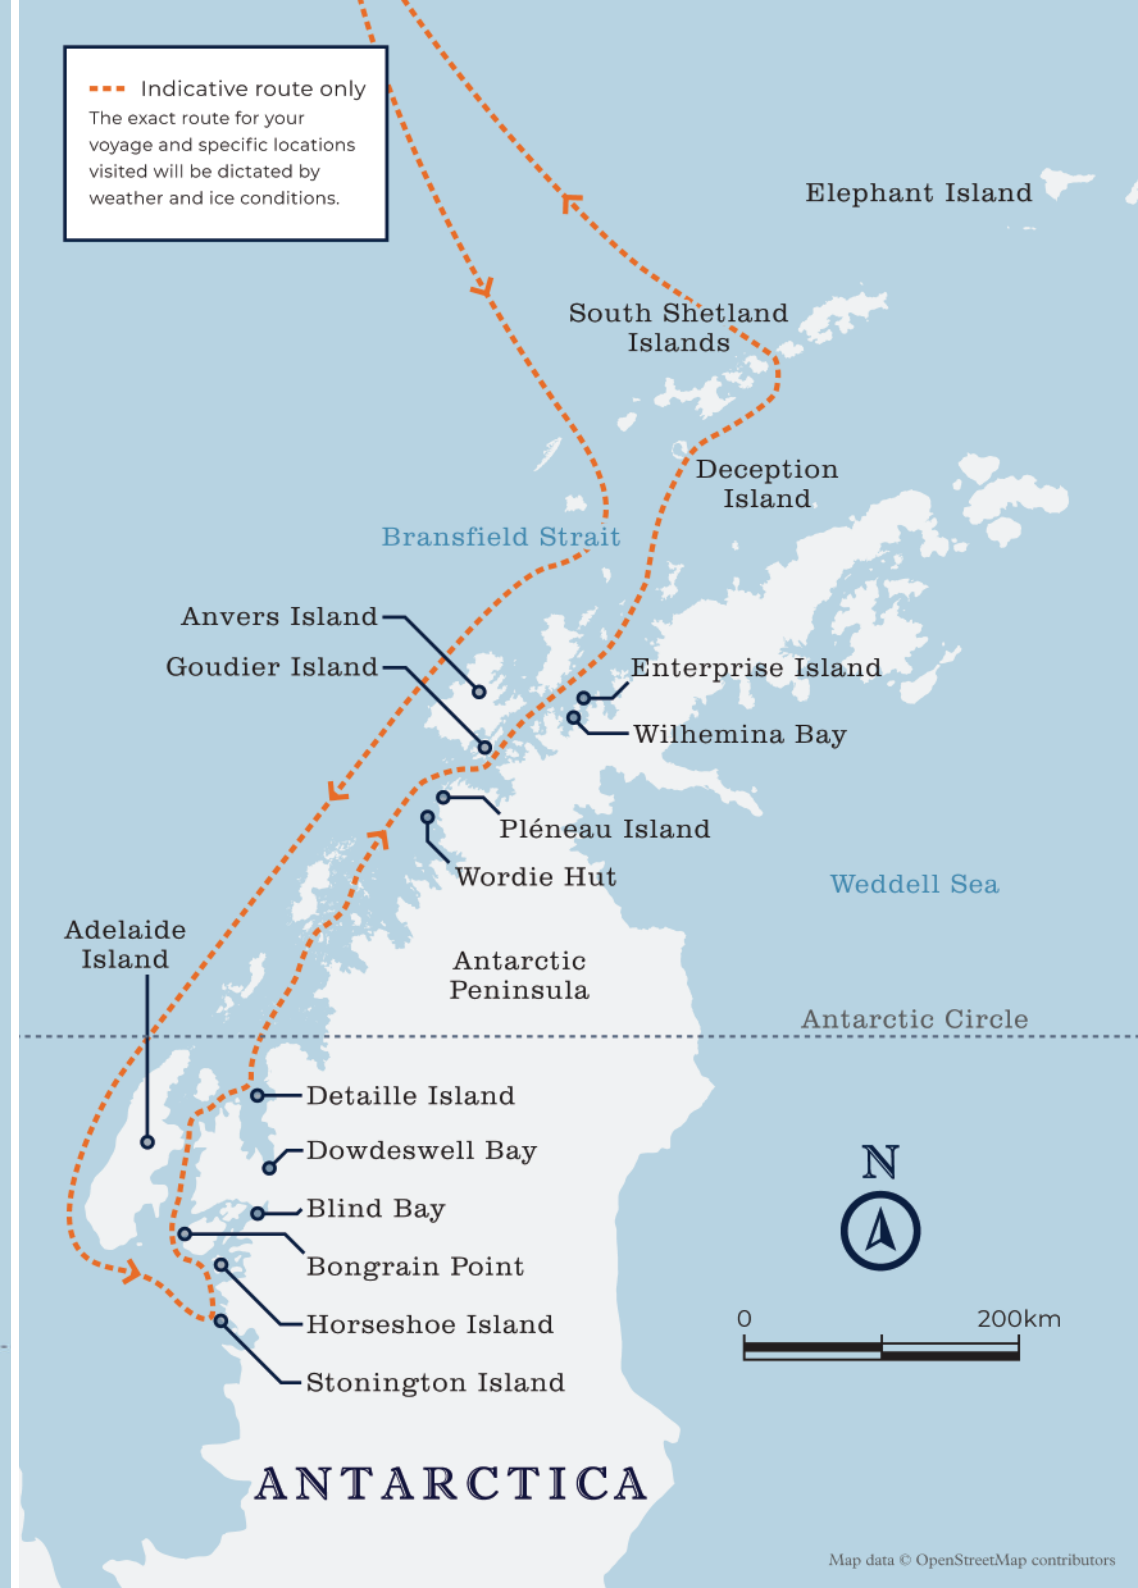 Indicative route only
The exact route for your
voyage and specific locations
visited will be dictated by
weather and ice conditions.
Elephant Island
South Shetland
Islands
Deception
Island
Bransfield Strait
Anvers Island
Goudier Island
Enterprise Island
Wilhemina Bay
Pléneau Island
Wordie Hut
Weddell Sea
Adelaide
Island
Antarctic
Peninsula
Antarctic Circle
Detaille Island
Dowdeswell Bay
Blind Bay
Bongrain Point
Horseshoe Island
Stonington Island
N
0 200km
ANTARCTICA
Map data © OpenStreetMap contributors